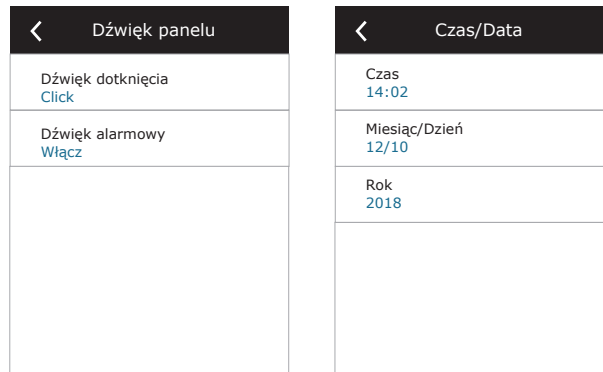 Dźwięk panelu
Dźwięk dotknięcia
Click
Dźwięk alarmowy
Włącz
Czas/Data
Czas
14:02
Miesiąc/Dzień
12/10
Rok
2018